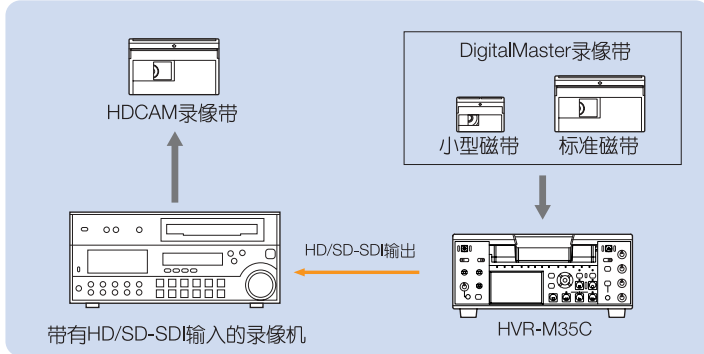 DigitalMaster录像带
HDCAM录像带
小型磁带
标准磁带
HD/SD-SDI输出
带有HD/SD-SDI输入的录像机
HVR-M35C